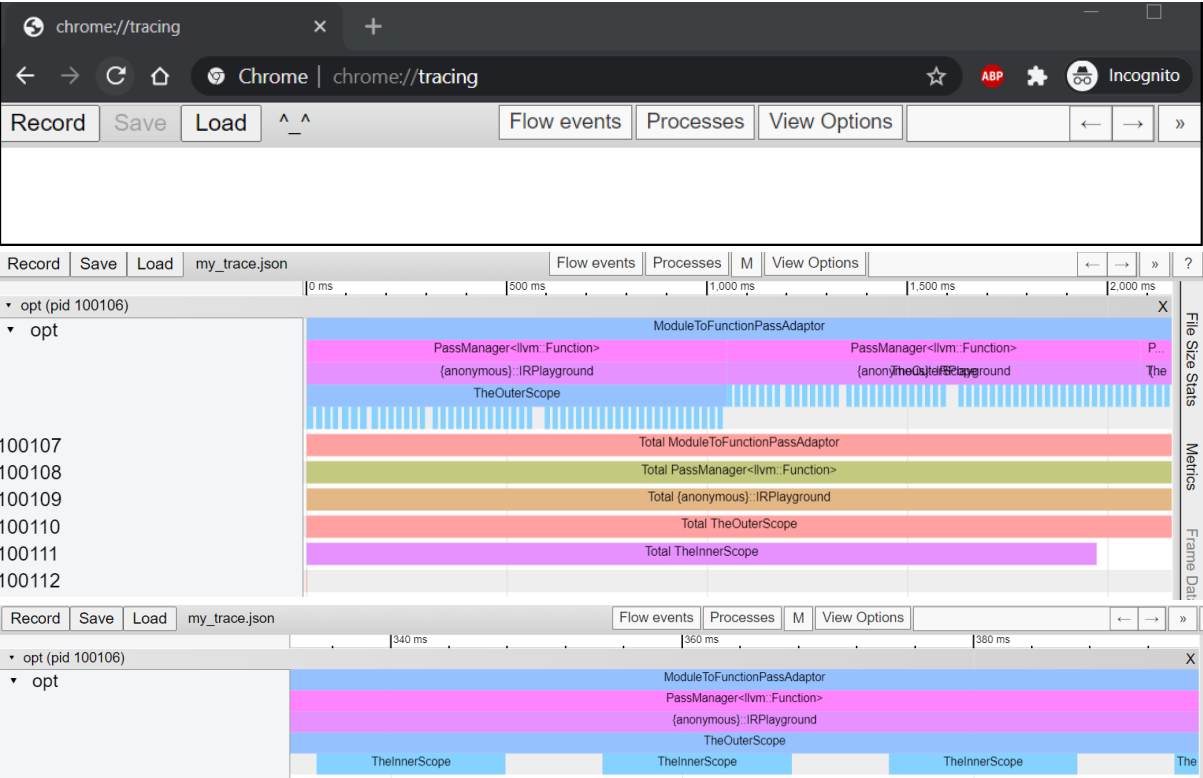 chrome://tracing
Chrome | chrome://tracing ABP Incognito
Record Save Load ^_^ Flow events Processes View Options ← → »
Record Save Load my_trace.json Flow events Processes M View Options ← → » ?
0 ms 500 ms 1,000 ms 1,500 ms 2,000 ms
opt (pid 100106) X
opt ModuleToFunctionPassAdaptor
PassManager<llvm::Function> PassManager<llvm::Function> P...
{anonymous}::IRPlayground
TheOuterScope
100107 Total ModuleToFunctionPassAdaptor
100108 Total PassManager<llvm::Function>
100109 Total {anonymous}::IRPlayground
100110 Total TheOuterScope
100111 Total TheInnerScope
100112
File Size Stats
Metrics
Frame Dat
Record Save Load my_trace.json Flow events Processes M View Options ← → »
340 ms 360 ms 380 ms
opt (pid 100106) X
opt ModuleToFunctionPassAdaptor
PassManager<llvm::Function>
{anonymous}::IRPlayground
TheOuterScope
TheInnerScope TheInnerScope TheInnerScope The